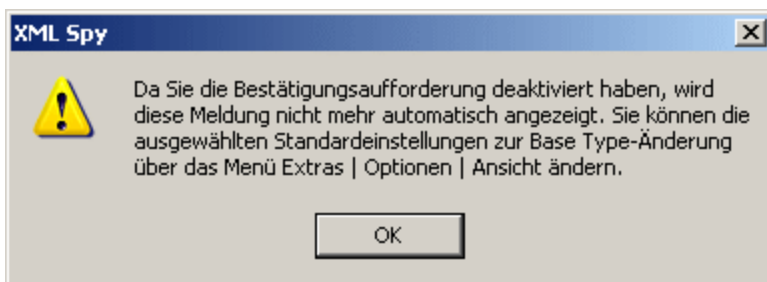 XML Spy
Da Sie die Bestätigungsaufforderung deaktiviert haben, wird
diese Meldung nicht mehr automatisch angezeigt. Sie können die
ausgewählten Standardeinstellungen zur Base Type-Änderung
über das Menü Extras | Optionen | Ansicht ändern.
OK